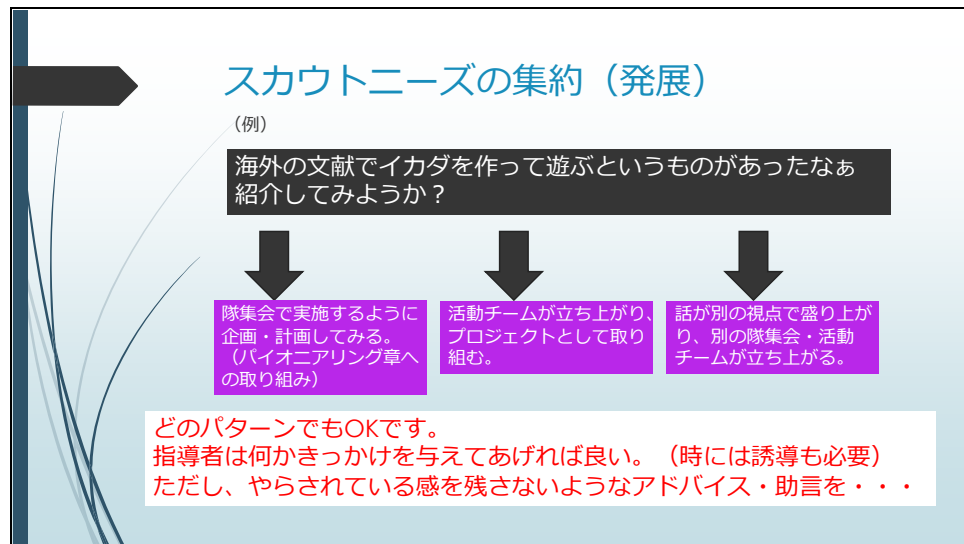 スカウトニーズの集約（発展）
（例）
海外の文献でイカダを作って遊ぶというものがあったなぁ
紹介してみようか？
隊集会で実施するように
企画・計画してみる。
（パイオニアリング章へ
の取り組み）
活動チームが立ち上がり、
プロジェクトとして取り
組む。
話が別の視点で盛り上が
り、別の隊集会・活動
チームが立ち上がる。
どのパターンでもOKです。
指導者は何かきっかけを与えてあげれば良い。（時には誘導も必要）
ただし、やらされている感を残さないようなアドバイス・助言を・・・